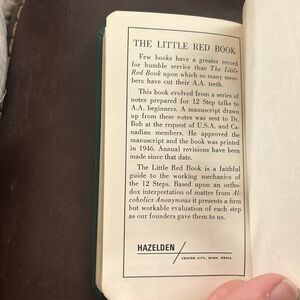 THE LITTLE RED BOOK
Few books have a greater record
for humble service than The Little
Red Book upon which so many mem-
bers have cut their A.A. teeth.
This book evolved from a series of
notes prepared for 12 Step talks to
A.A. beginners. A manuscript drawn
up from these notes was sent to Dr.
Bob at the request of U.S.A. and Ca-
nadian members. He approved the
manuscript and the book was printed
in 1946. Annual revisions have been
made since that date.
The Little Red Book is a faithful
guide to the working mechanics of
the 12 Steps. Based upon an ortho-
dox interpretation of matter from Al-
coholics Anonymous it presents a firm
but workable evaluation of each step
as our founders gave them to us.
HAZELDEN
CENTER CITY, MINN. 55012